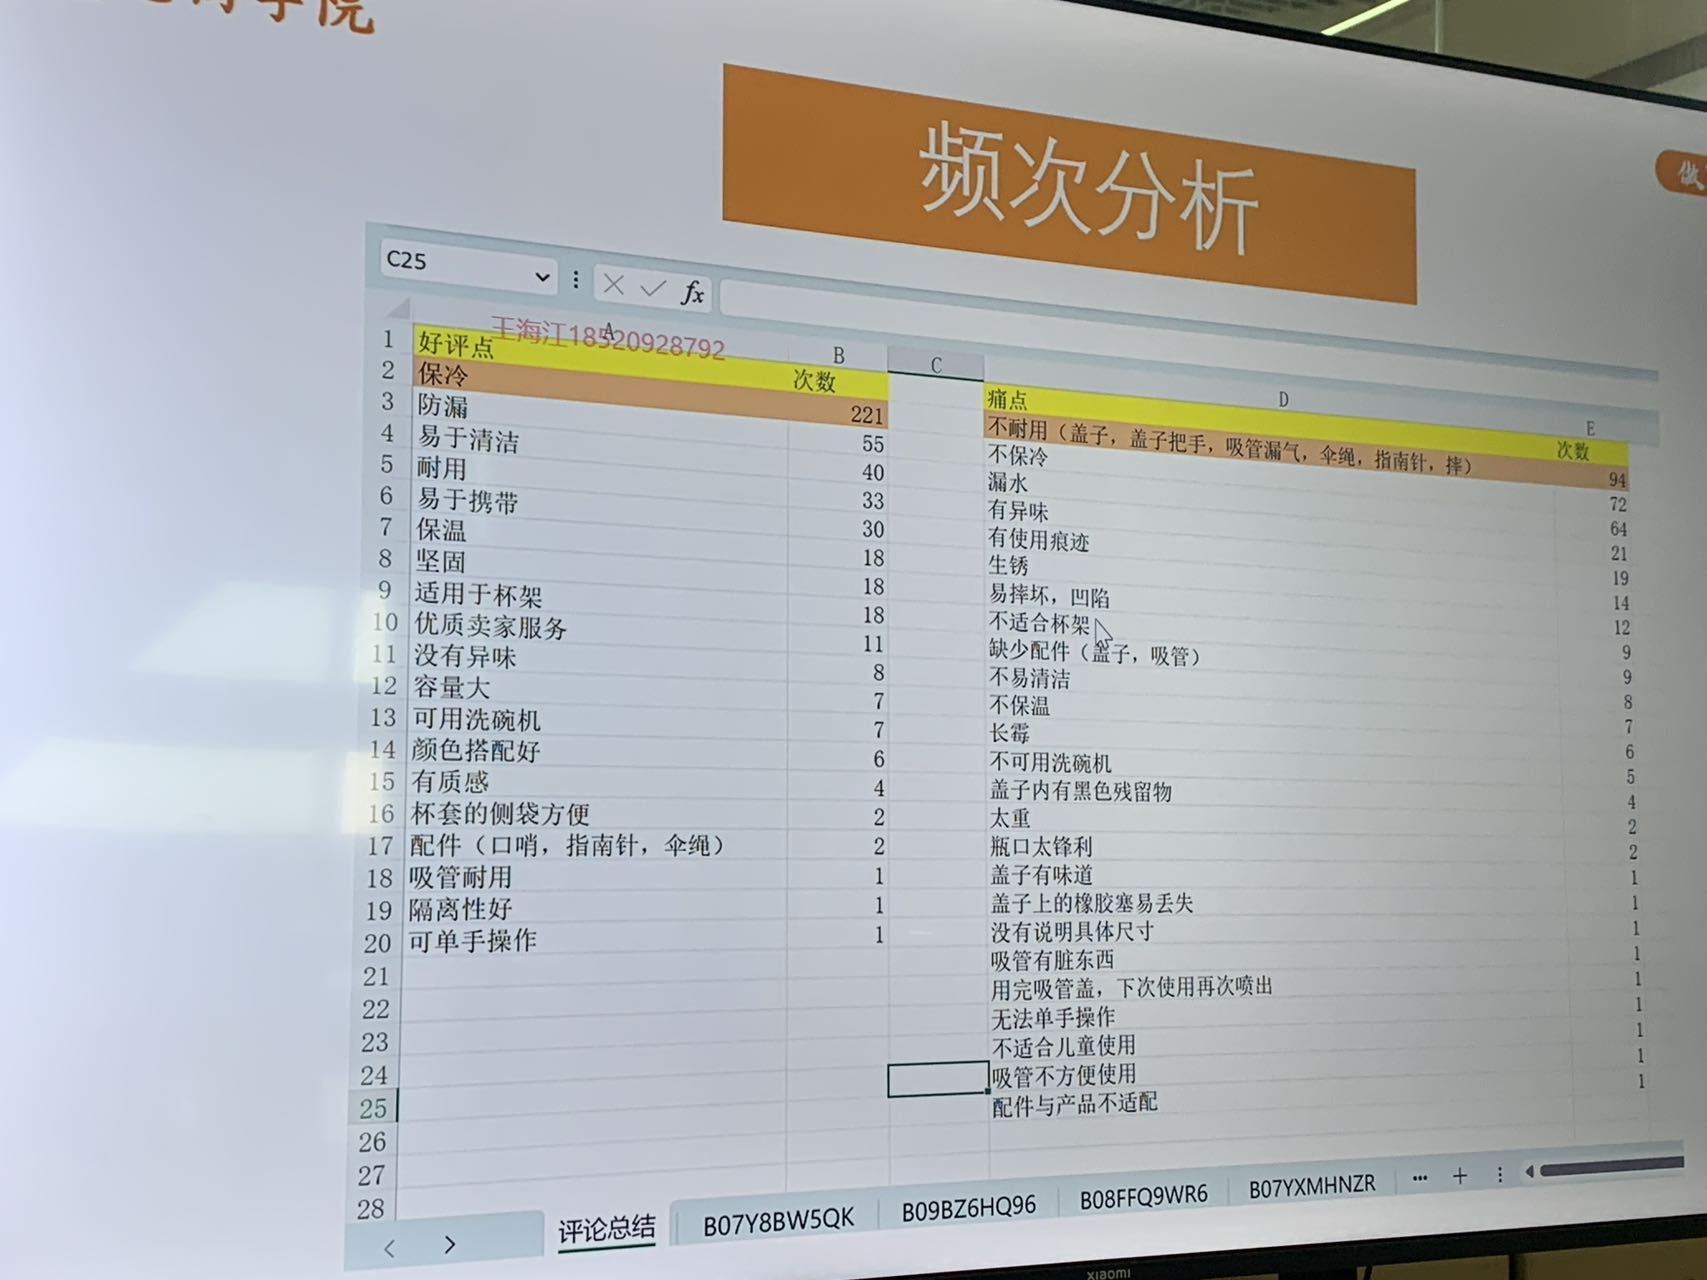 学院
频次分析
做
C25 fx
王海江18520928792
A B C D E
1 好评点 次数 痛点 次数
2 保冷 221 不耐用（盖子，盖子把手，吸管漏气，伞绳，指南针，摔） 94
3 防漏 55 不保冷 72
4 易于清洁 40 漏水 64
5 耐用 33 有异味 21
6 易于携带 30 有使用痕迹 19
7 保温 18 生锈 14
8 坚固 18 易摔坏，凹陷 12
9 适用于杯架 18 不适合杯架 9
10 优质卖家服务 11 缺少配件（盖子，吸管） 9
11 没有异味 8 不易清洁 8
12 容量大 7 不保温 7
13 可用洗碗机 7 长霉 6
14 颜色搭配好 6 不可用洗碗机 5
15 有质感 4 盖子内有黑色残留物 4
16 杯套的侧袋方便 2 太重 2
17 配件（口哨，指南针，伞绳） 2 瓶口太锋利 2
18 吸管耐用 1 盖子有味道 1
19 隔离性好 1 盖子上的橡胶塞易丢失 1
20 可单手操作 1 没有说明具体尺寸 1
21 吸管有脏东西 1
22 用完吸管盖，下次使用再次喷出 1
23 无法单手操作 1
24 不适合儿童使用 1
25 吸管不方便使用 1
26 配件与产品不适配 1
27
28
评论总结 B07Y8BW5QK B09BZ6HQ96 B08FFQ9WR6 B07YXMHNZR
xiaomi